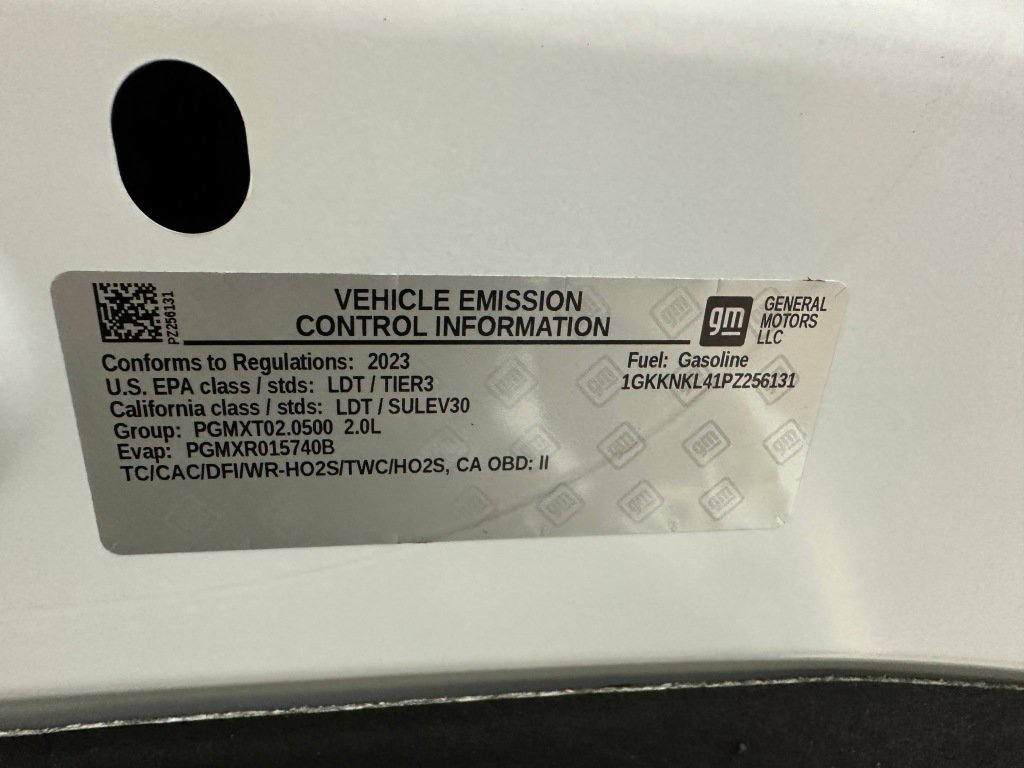 PZ256131
VEHICLE EMISSION
CONTROL INFORMATION
gm
GENERAL
MOTORS
LLC
Conforms to Regulations: 2023
U.S. EPA class / stds: LDT / TIER3
California class / stds: LDT / SULEV30
Group: PGMXT02.0500 2.0L
Evap: PGMXR015740B
TC/CAC/DFI/WR-HO2S/TWC/HO2S, CA OBD: II
Fuel: Gasoline
1GKKNKL41PZ256131